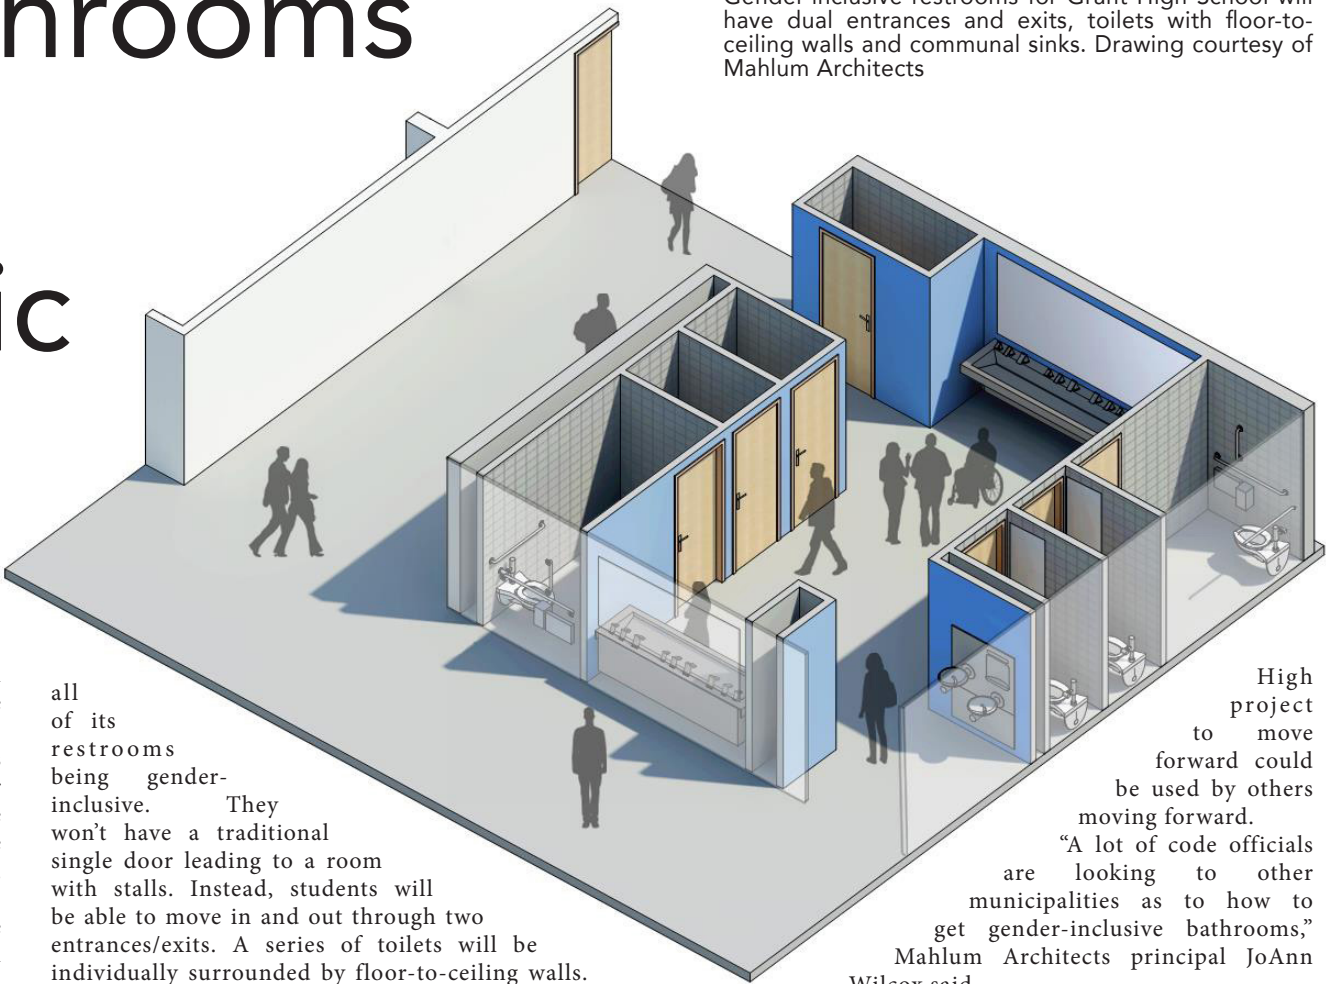 hrooms
ic
Gender-inclusive restrooms for Grant High School will
have dual entrances and exits, toilets with floor-to-
ceiling walls and communal sinks. Drawing courtesy of
Mahlum Architects
all
of its
restrooms
being gender-
inclusive. They
won’t have a traditional
single door leading to a room
with stalls. Instead, students will
be able to move in and out through two
entrances/exits. A series of toilets will be
individually surrounded by floor-to-ceiling walls.
High
project
to move
forward could
be used by others
moving forward.
“A lot of code officials
are looking to other
municipalities as to how to
get gender-inclusive bathrooms,”
Mahlum Architects principal JoAnn
Wilcox said